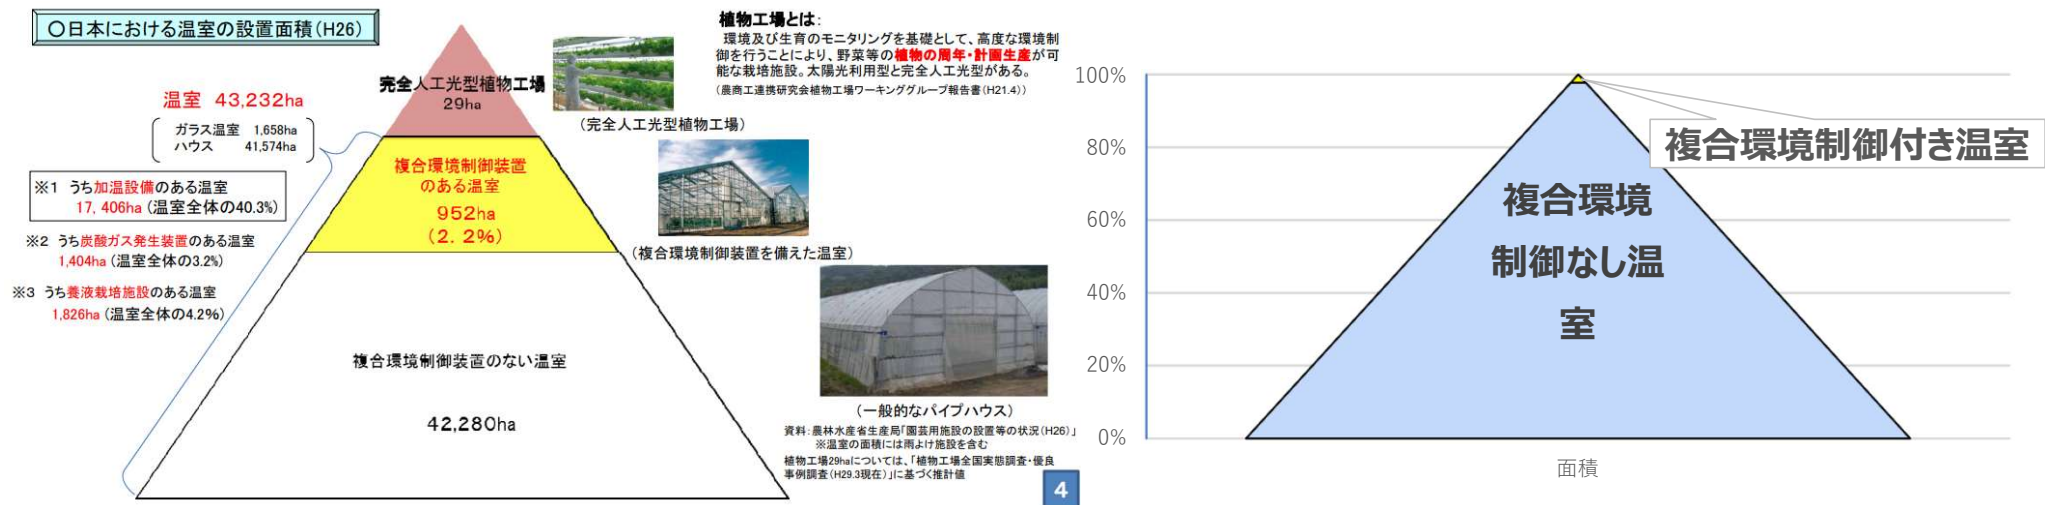 〇日本における温室の設置面積(H26)
温室 43,232ha
ガラス温室 1,658ha
ハウス 41,574ha
※1 うち加温設備のある温室
17,406ha (温室全体の40.3%)
※2 うち炭酸ガス発生装置のある温室
1,404ha (温室全体の3.2%)
※3 うち養液栽培施設のある温室
1,826ha (温室全体の4.2%)
完全人工光型植物工場
29ha
複合環境制御装置
のある温室
952ha
(2.2%)
複合環境制御装置のない温室
42,280ha
植物工場とは:
環境及び生育のモニタリングを基礎として、高度な環境制
御を行うことにより、野菜等の植物の周年・計画生産が可
能な栽培施設。太陽光利用型と完全人工光型がある。
(農商工連携研究会植物工場ワーキンググループ報告書(H21.4))
(完全人工光型植物工場)
(複合環境制御装置を備えた温室)
(一般的なパイプハウス)
資料:農林水産省生産局「園芸用施設の設置等の状況(H26)」
※温室の面積には雨よけ施設を含む
植物工場29haについては、「植物工場全国実態調査・優良
事例調査(H29.3現在)」に基づく推計値
4
100%
80%
60%
40%
20%
0%
複合環境制御付き温室
複合環境
制御なし温
室
面積